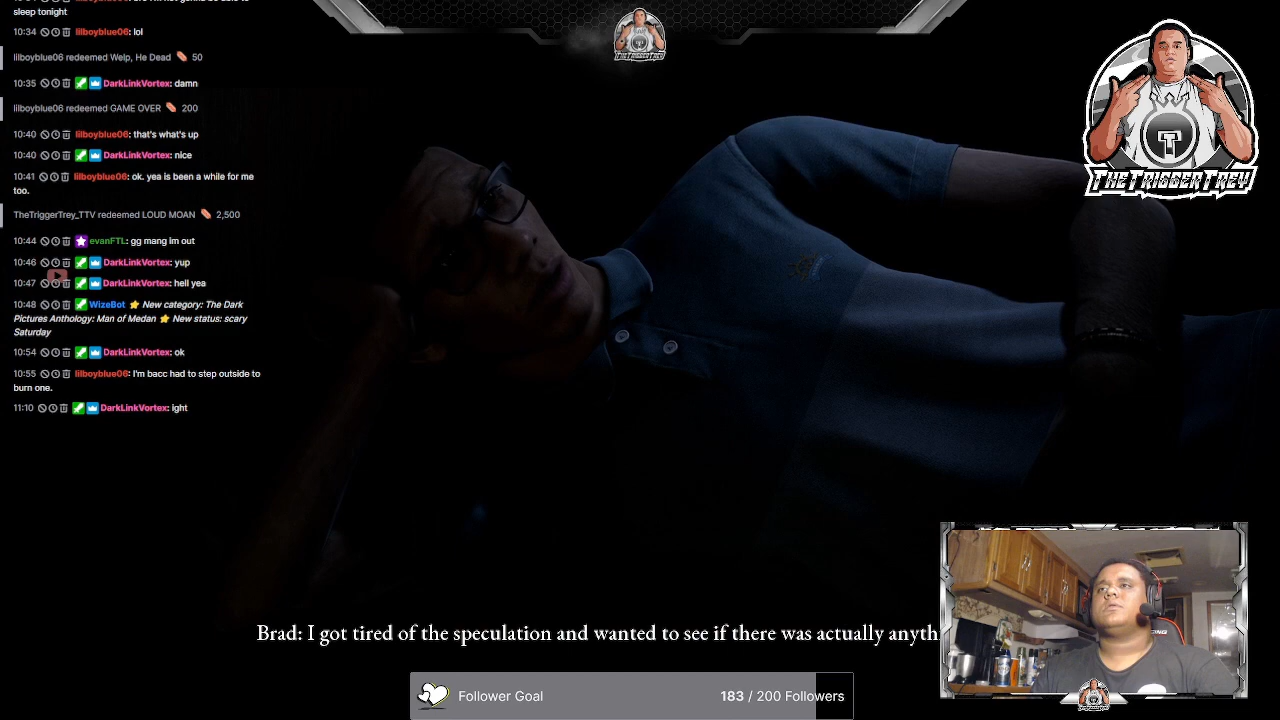 sleep tonight
10:34 lilboyblue06: lol
lilboyblue06 redeemed Welp, He Dead 50
10:35 DarkLinkVortex: damn
lilboyblue06 redeemed GAME OVER 200
10:40 lilboyblue06: that's what's up
10:40 DarkLinkVortex: nice
10:41 lilboyblue06: ok. yea is been a while for me
too.
TheTriggerTrey_TTV redeemed LOUD MOAN 2,500
10:44 evanFTL: gg mang im out
10:46 DarkLinkVortex: yup
10:47 DarkLinkVortex: hell yea
10:48 WizeBot New category: The Dark
Pictures Anthology: Man of Medan New status: scary
Saturday
10:54 DarkLinkVortex: ok
10:55 lilboyblue06: I'm bacc had to step outside to
burn one.
11:10 DarkLinkVortex: ight
THETRIGGERTREY
T
THETRIGGERTREY
Brad: I got tired of the speculation and wanted to see if there was actually anyth
Follower Goal 183 / 200 Followers